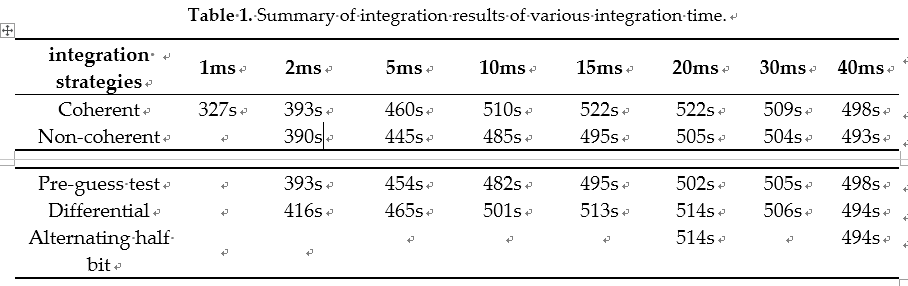 Table 1. Summary of integration results of various integration time.
integration strategies 1ms 2ms 5ms 10ms 15ms 20ms 30ms 40ms
Coherent 327s 393s 460s 510s 522s 522s 509s 498s
Non-coherent 390s 445s 485s 495s 505s 504s 493s
Pre-guess test 393s 454s 482s 495s 502s 505s 498s
Differential 416s 465s 501s 513s 514s 506s 494s
Alternating half-bit 514s 494s